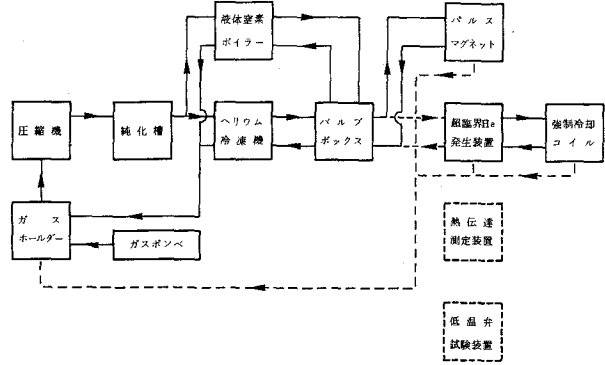 液体窒素
ボイラー
パルス
マグネット
圧縮機
純化槽
ヘリウム
冷凍機
バルブ
ボックス
超臨界He
発生装置
強制冷却
コイル
ガス
ホールダー
ガスボンベ
熱伝達
測定装置
低温弁
試験装置